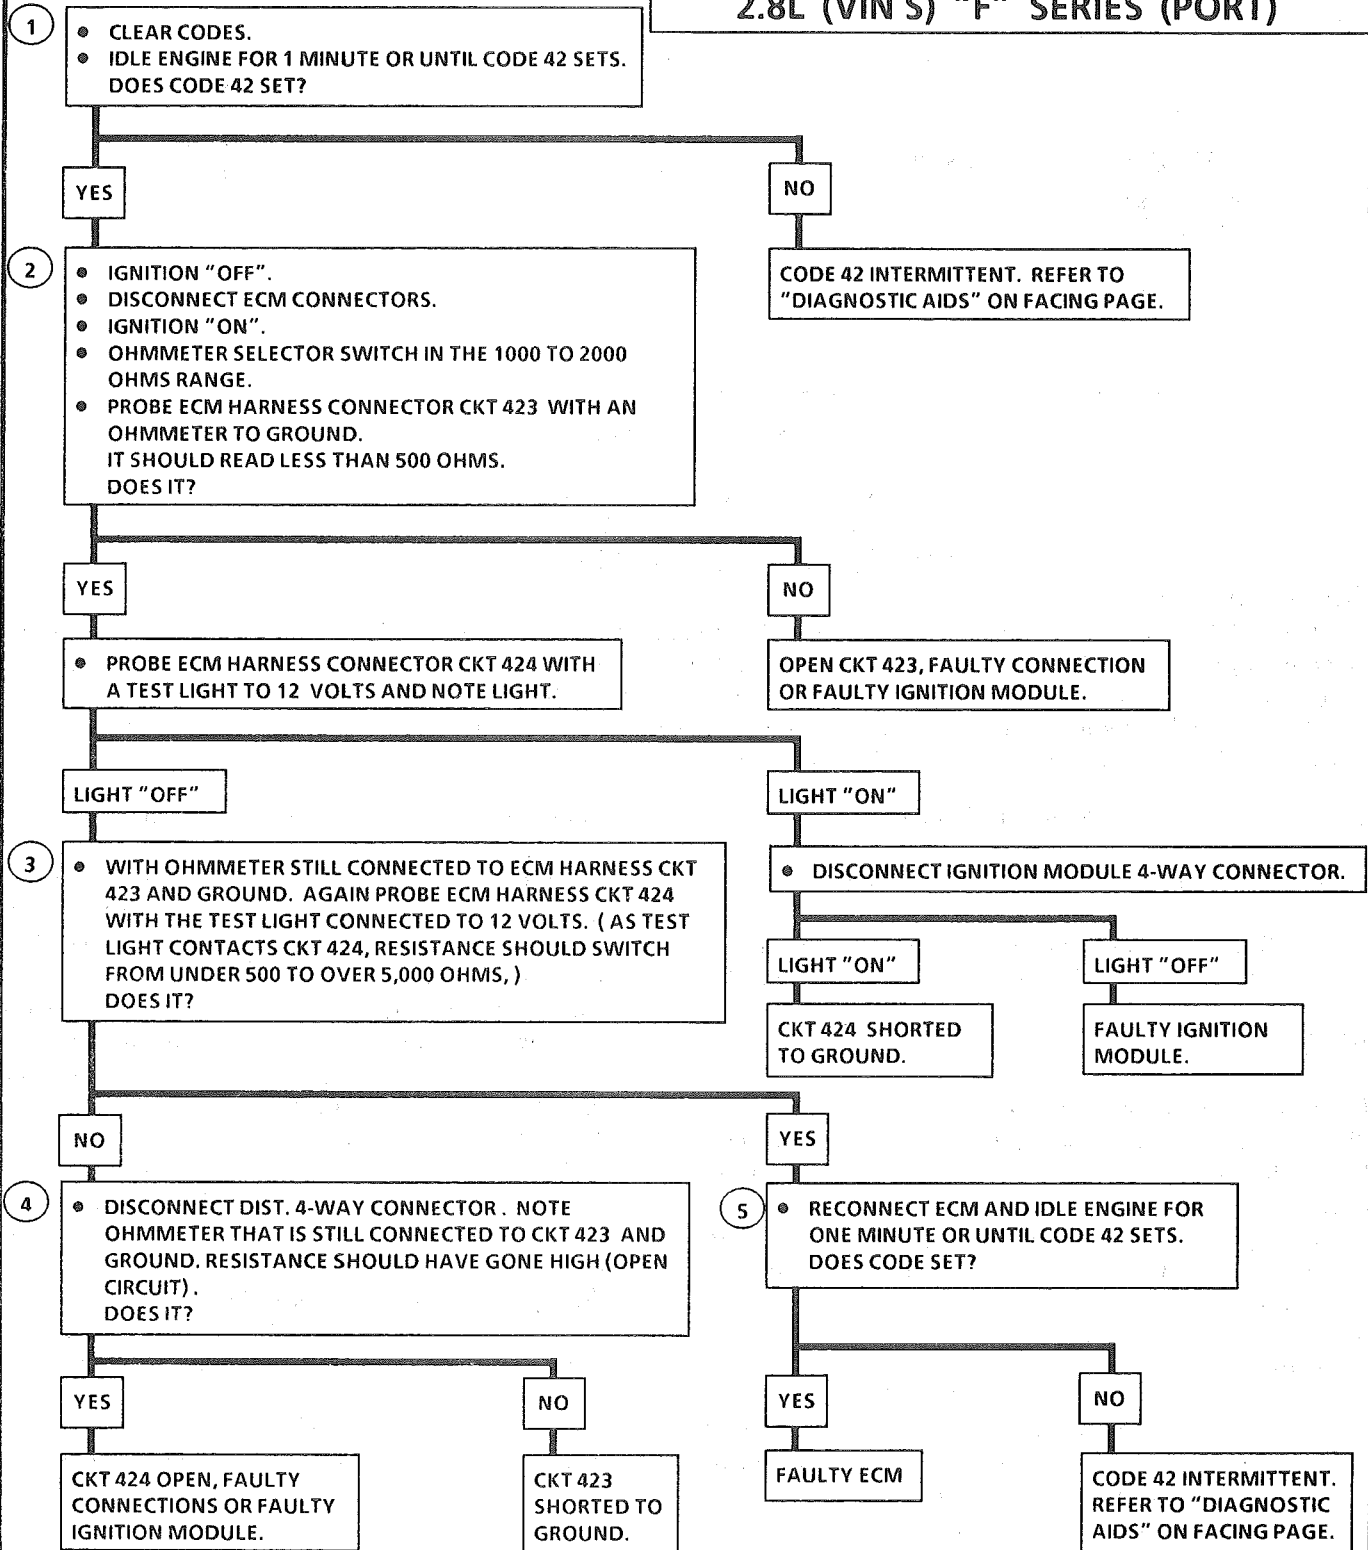 2.8L (VIN S) "F" SERIES (PORT)
1
• CLEAR CODES.
• IDLE ENGINE FOR 1 MINUTE OR UNTIL CODE 42 SETS.
DOES CODE 42 SET?
YES
NO
2
• IGNITION "OFF".
• DISCONNECT ECM CONNECTORS.
• IGNITION "ON".
• OHMMETER SELECTOR SWITCH IN THE 1000 TO 2000
OHMS RANGE.
• PROBE ECM HARNESS CONNECTOR CKT 423 WITH AN
OHMMETER TO GROUND.
IT SHOULD READ LESS THAN 500 OHMS.
DOES IT?
CODE 42 INTERMITTENT. REFER TO
"DIAGNOSTIC AIDS" ON FACING PAGE.
YES
NO
• PROBE ECM HARNESS CONNECTOR CKT 424 WITH
A TEST LIGHT TO 12 VOLTS AND NOTE LIGHT.
OPEN CKT 423, FAULTY CONNECTION
OR FAULTY IGNITION MODULE.
LIGHT "OFF"
LIGHT "ON"
3
• WITH OHMMETER STILL CONNECTED TO ECM HARNESS CKT
423 AND GROUND. AGAIN PROBE ECM HARNESS CKT 424
WITH THE TEST LIGHT CONNECTED TO 12 VOLTS. ( AS TEST
LIGHT CONTACTS CKT 424, RESISTANCE SHOULD SWITCH
FROM UNDER 500 TO OVER 5,000 OHMS, )
DOES IT?
• DISCONNECT IGNITION MODULE 4-WAY CONNECTOR.
LIGHT "ON"
LIGHT "OFF"
CKT 424 SHORTED
TO GROUND.
FAULTY IGNITION
MODULE.
NO
YES
4
• DISCONNECT DIST. 4-WAY CONNECTOR . NOTE
OHMMETER THAT IS STILL CONNECTED TO CKT 423 AND
GROUND. RESISTANCE SHOULD HAVE GONE HIGH (OPEN
CIRCUIT) .
DOES IT?
5
• RECONNECT ECM AND IDLE ENGINE FOR
ONE MINUTE OR UNTIL CODE 42 SETS.
DOES CODE SET?
YES
NO
YES
NO
CKT 424 OPEN, FAULTY
CONNECTIONS OR FAULTY
IGNITION MODULE.
CKT 423
SHORTED TO
GROUND.
FAULTY ECM
CODE 42 INTERMITTENT.
REFER TO "DIAGNOSTIC
AIDS" ON FACING PAGE.